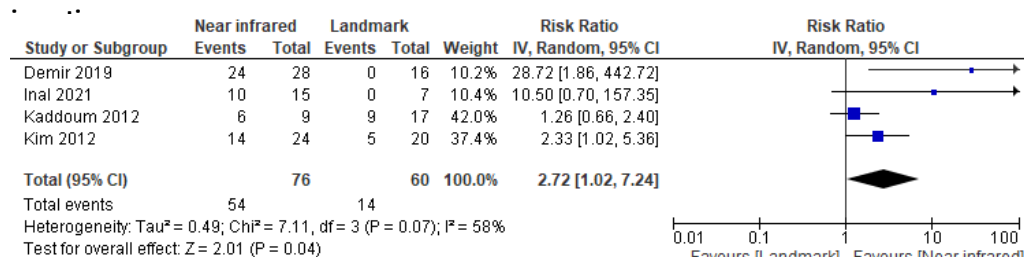 Near infrared Landmark Risk Ratio Risk Ratio
Study or Subgroup Events Total Events Total Weight IV, Random, 95% CI IV, Random, 95% CI
Demir 2019 24 28 0 16 10.2% 28.72 [1.86, 442.72]
Inal 2021 10 15 0 7 10.4% 10.50 [0.70, 157.35]
Kaddoum 2012 6 9 9 17 42.0% 1.26 [0.66, 2.40]
Kim 2012 14 24 5 20 37.4% 2.33 [1.02, 5.36]
Total (95% CI) 76 60 100.0% 2.72 [1.02, 7.24]
Total events 54 14
Heterogeneity: Tau² = 0.49; Chi² = 7.11, df = 3 (P = 0.07); I² = 58%
Test for overall effect: Z = 2.01 (P = 0.04)
0.01 0.1 1 10 100
Favours [Landmark] Favours [Near infrared]